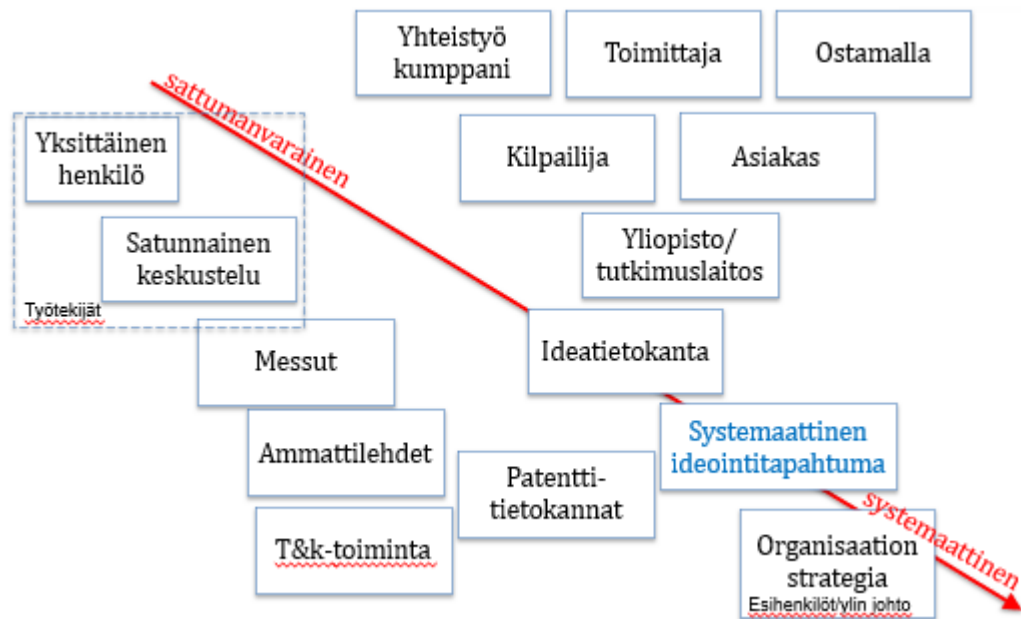 Yhteistyö
kumppani
Toimittaja
Ostamalla
sattumanvarainen
Yksittäinen
henkilö
Kilpailija
Asiakas
Satunnainen
keskustelu
Työtekijät
Yliopisto/
tutkimuslaitos
Messut
Ideatietokanta
Ammattilehdet
Systemaattinen
ideointitapahtuma
Patentti-
tietokannat
T&k-toiminta
systemaattinen
Organisaation
strategia
Esihenkilöt/ylin johto